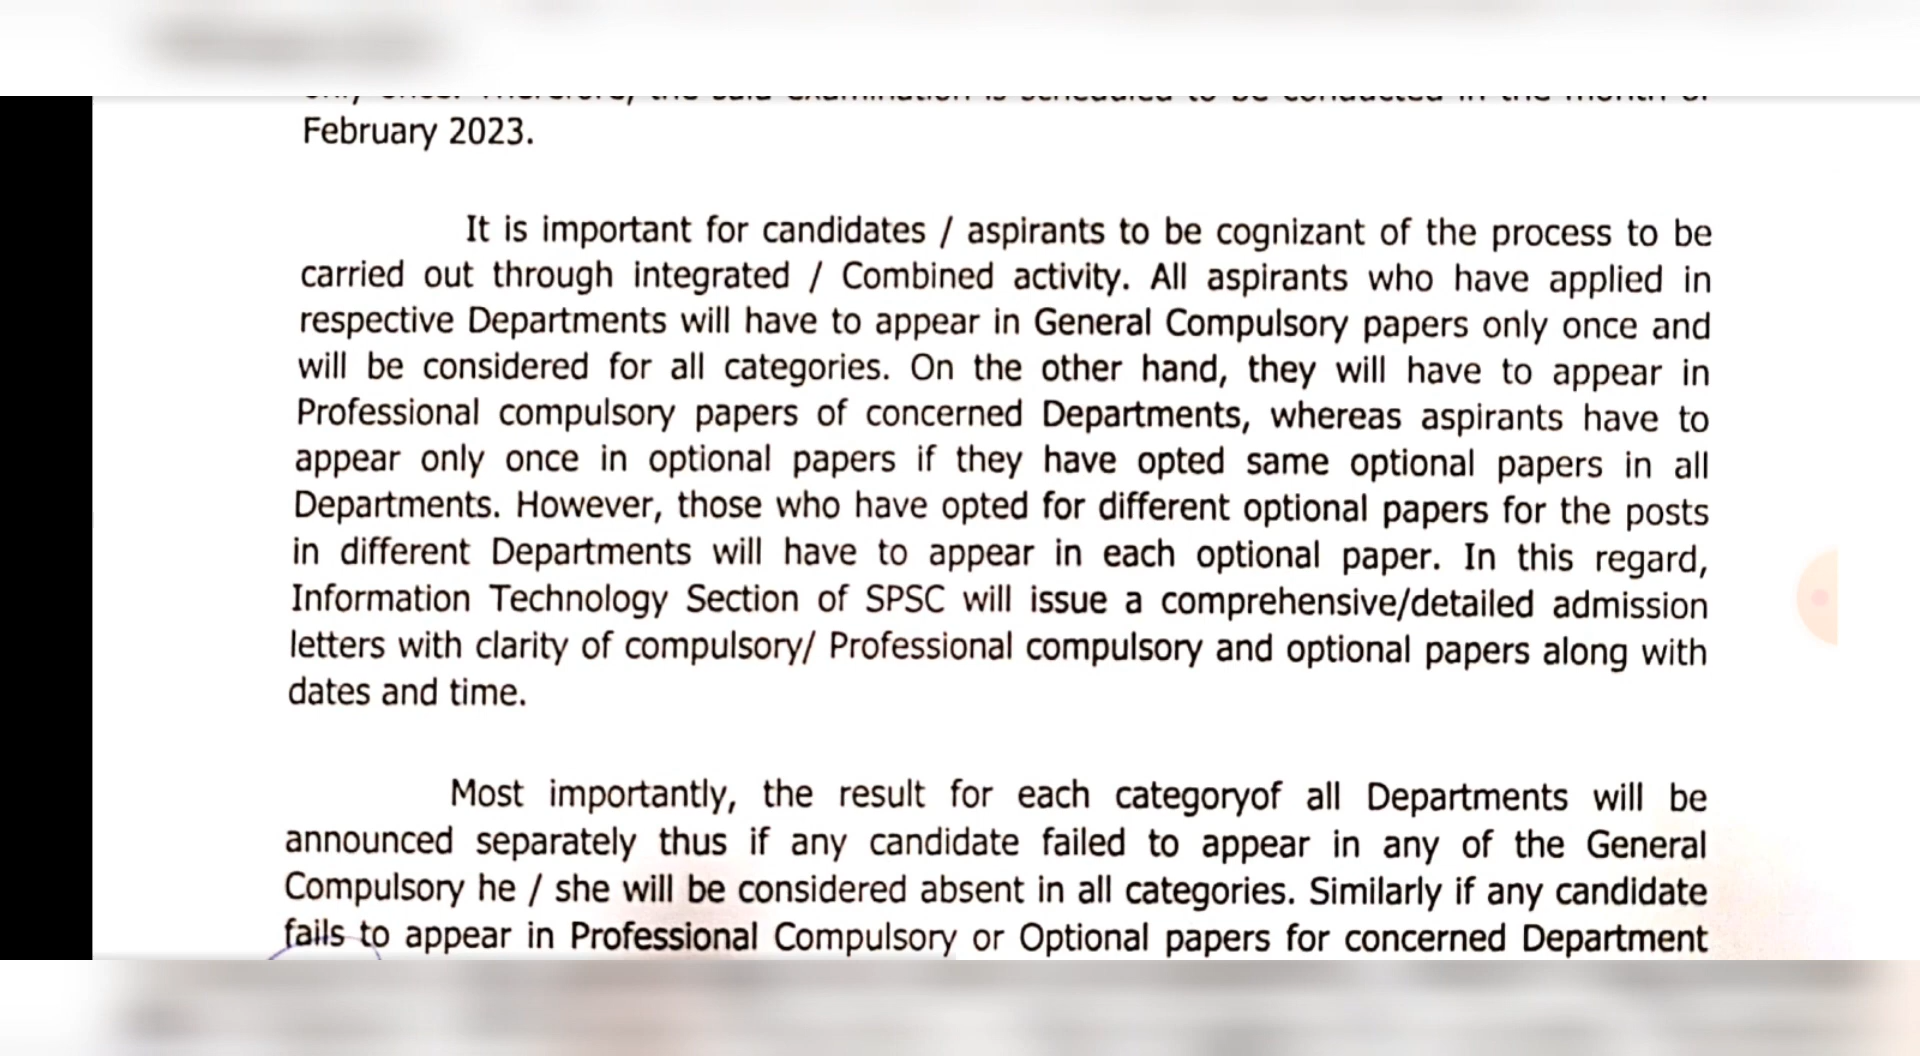 February 2023.
It is important for candidates / aspirants to be cognizant of the process to be
carried out through integrated / Combined activity. All aspirants who have applied in
respective Departments will have to appear in General Compulsory papers only once and
will be considered for all categories. On the other hand, they will have to appear in
Professional compulsory papers of concerned Departments, whereas aspirants have to
appear only once in optional papers if they have opted same optional papers in all
Departments. However, those who have opted for different optional papers for the posts
in different Departments will have to appear in each optional paper. In this regard,
Information Technology Section of SPSC will issue a comprehensive/detailed admission
letters with clarity of compulsory/ Professional compulsory and optional papers along with
dates and time.
Most importantly, the result for each categoryof all Departments will be
announced separately thus if any candidate failed to appear in any of the General
Compulsory he / she will be considered absent in all categories. Similarly if any candidate
fails to appear in Professional Compulsory or Optional papers for concerned Department